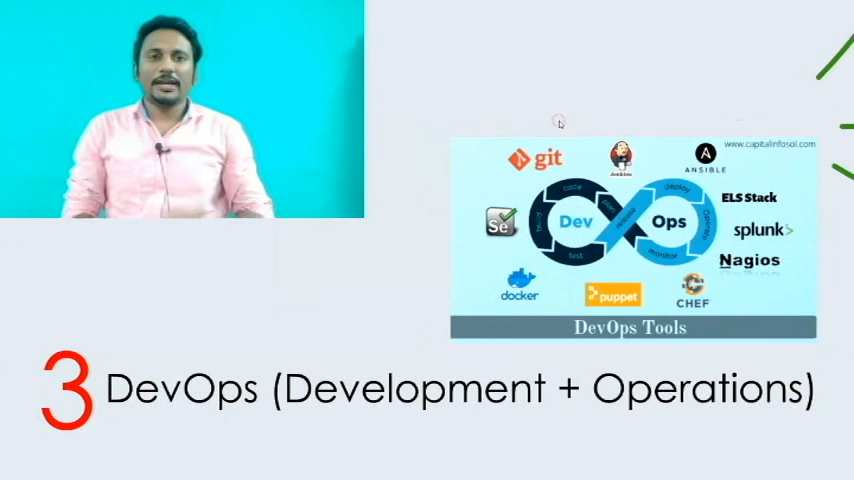 www.capitalinfosol.com
git
Jenkins
ANSIBLE
code
plan
release
deploy
build
Dev
Ops
Operate
test
monitor
Se
ELS Stack
splunk>
Nagios
docker
puppet
CHEF
DevOps Tools
3 DevOps (Development + Operations)